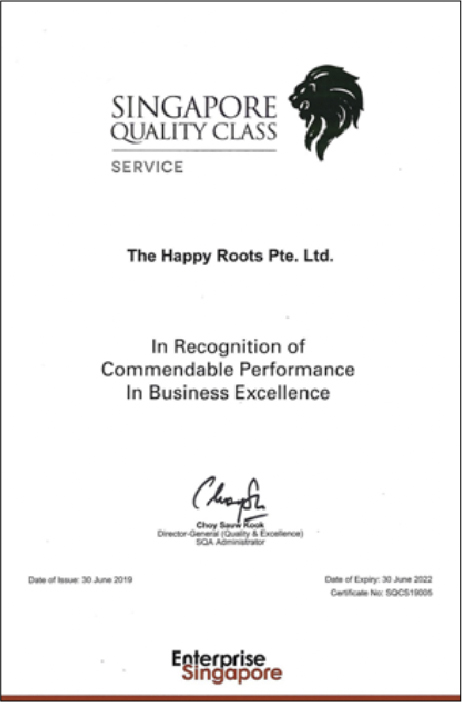 SINGAPORE
QUALITY CLASS
SERVICE
The Happy Roots Pte. Ltd.
In Recognition of
Commendable Performance
In Business Excellence
Choy Sauw Kook
Director-General (Quality & Excellence)
SQA Administrator
Date of Issue: 30 June 2019
Date of Expiry: 30 June 2022
Certificate No: SQCS19005
Enterprise
Singapore